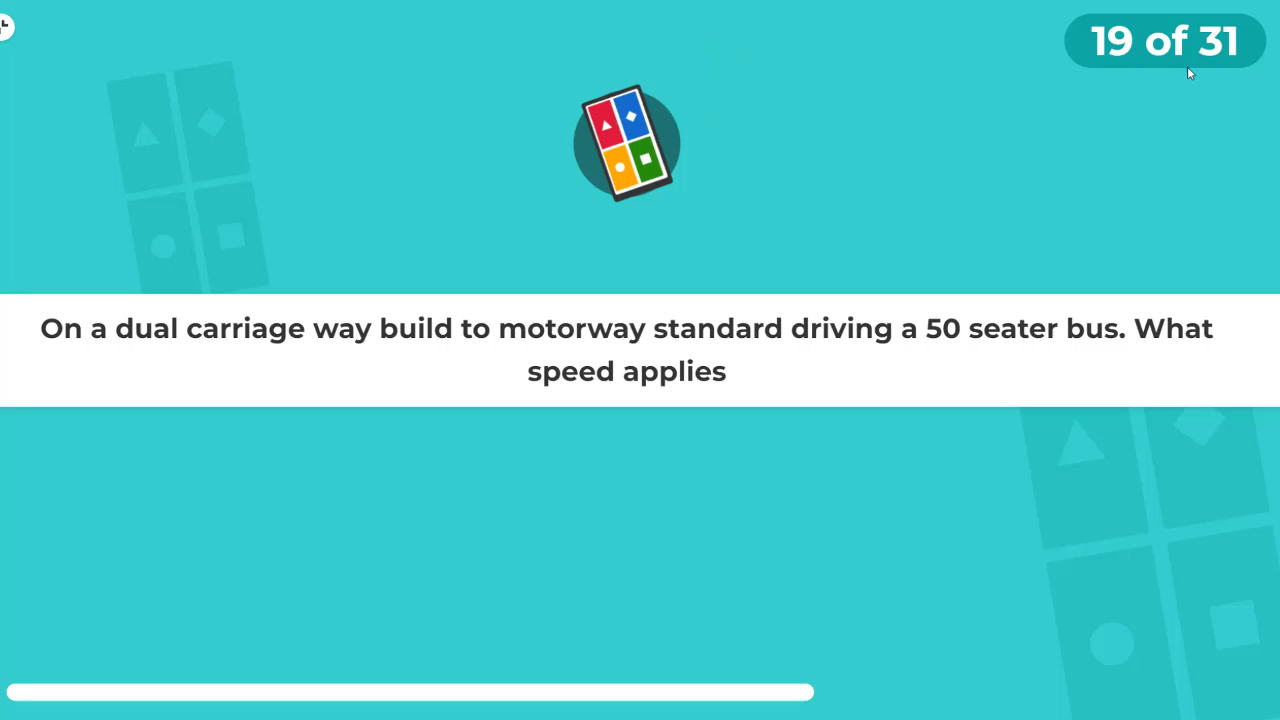 19 of 31
On a dual carriage way build to motorway standard driving a 50 seater bus. What
speed applies